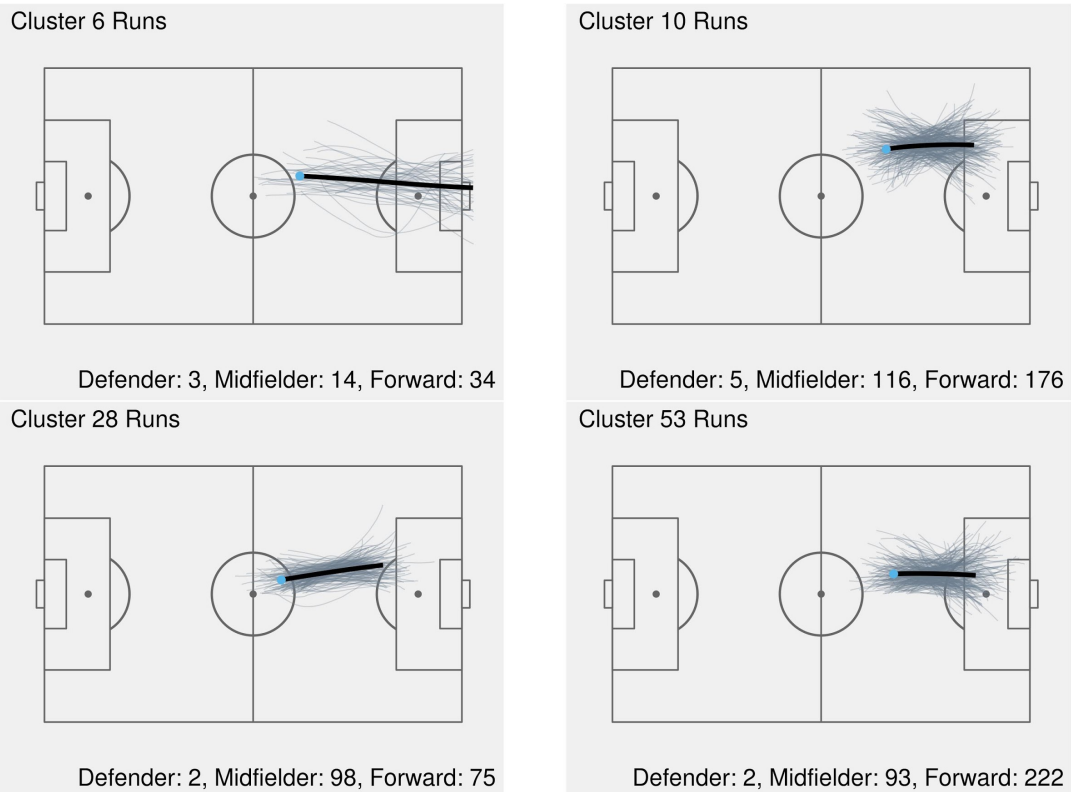 Cluster 6 Runs
Defender: 3, Midfielder: 14, Forward: 34
Cluster 10 Runs
Defender: 5, Midfielder: 116, Forward: 176
Cluster 28 Runs
Defender: 2, Midfielder: 98, Forward: 75
Cluster 53 Runs
Defender: 2, Midfielder: 93, Forward: 222